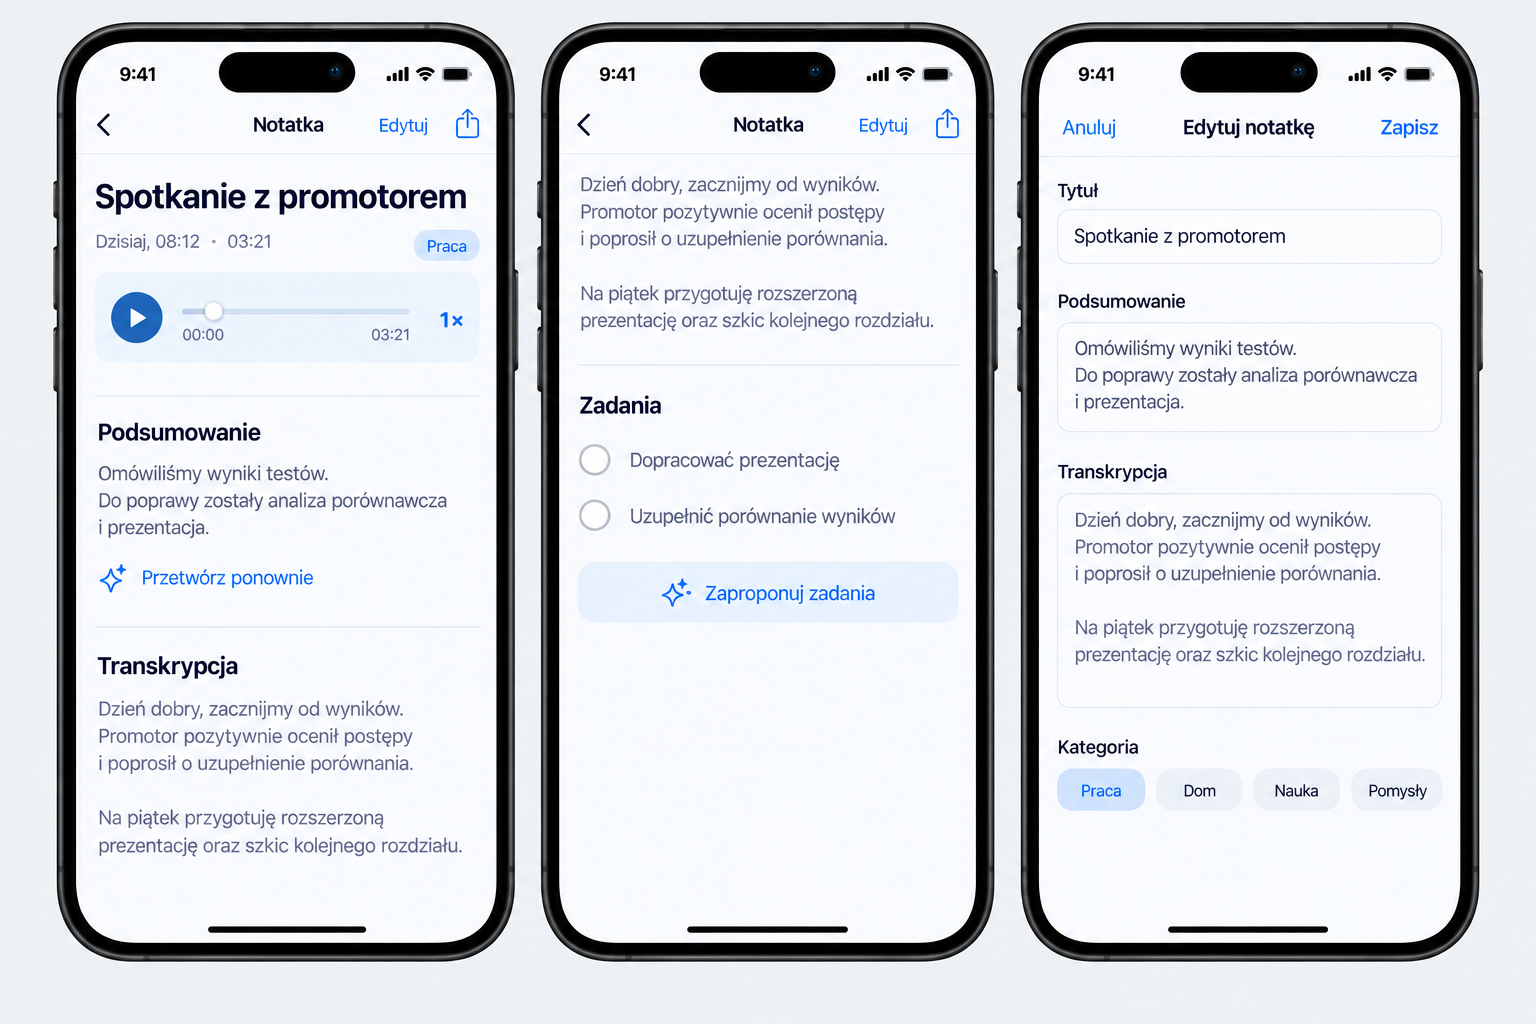 9:41
Notatka
Edytuj
Spotkanie z promotorem
Dzisiaj, 08:12 • 03:21
Praca
00:00
03:21
1×
Podsumowanie
Omówiliśmy wyniki testów.
Do poprawy zostały analiza porównawcza
i prezentacja.
Przetwórz ponownie
Transkrypcja
Dzień dobry, zacznijmy od wyników.
Promotor pozytywnie ocenił postępy
i poprosił o uzupełnienie porównania.
Na piątek przygotuję rozszerzoną
prezentację oraz szkic kolejnego rozdziału.
9:41
Notatka
Edytuj
Dzień dobry, zacznijmy od wyników.
Promotor pozytywnie ocenił postępy
i poprosił o uzupełnienie porównania.
Na piątek przygotuję rozszerzoną
prezentację oraz szkic kolejnego rozdziału.
Zadania
Dopracować prezentację
Uzupełnić porównanie wyników
Zaproponuj zadania
9:41
Anuluj
Edytuj notatkę
Zapisz
Tytuł
Spotkanie z promotorem
Podsumowanie
Omówiliśmy wyniki testów.
Do poprawy zostały analiza porównawcza
i prezentacja.
Transkrypcja
Dzień dobry, zacznijmy od wyników.
Promotor pozytywnie ocenił postępy
i poprosił o uzupełnienie porównania.
Na piątek przygotuję rozszerzoną
prezentację oraz szkic kolejnego rozdziału.
Kategoria
Praca
Dom
Nauka
Pomysły